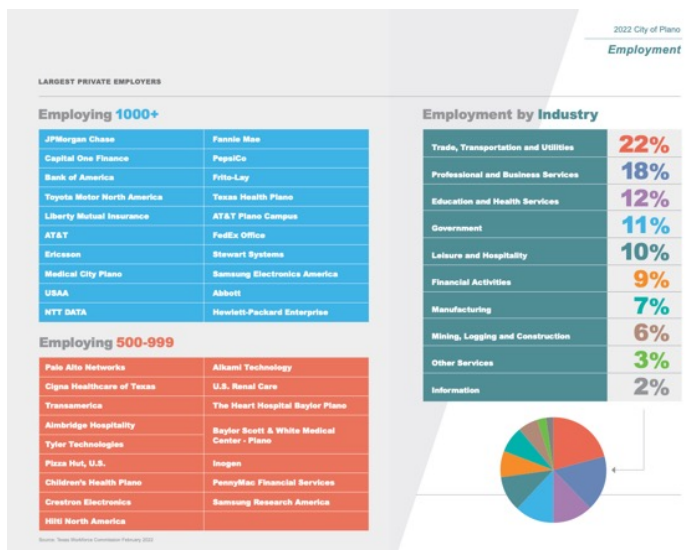 2022 City of Plano
Employment
LARGEST PRIVATE EMPLOYERS
Employing 1000+
JPMorgan Chase
Fannie Mae
Capital One Finance
PepsiCo
Bank of America
Frito-Lay
Toyota Motor North America
Texas Health Plano
Liberty Mutual Insurance
AT&T Plano Campus
AT&T
FedEx Office
Ericsson
Stewart Systems
Medical City Plano
Samsung Electronics America
USAA
Abbott
NTT DATA
Hewlett-Packard Enterprise
Employing 500-999
Palo Alto Networks
Alkami Technology
Cigna Healthcare of Texas
U.S. Renal Care
Transamerica
The Heart Hospital Baylor Plano
Aimbridge Hospitality
Baylor Scott & White Medical
Center - Plano
Tyler Technologies
Pizza Hut, U.S.
Inogen
Children's Health Plano
PennyMac Financial Services
Crestron Electronics
Samsung Research America
Hilti North America
Source: Texas Workforce Commission February 2022
Employment by Industry
Trade, Transportation and Utilities 22%
Professional and Business Services 18%
Education and Health Services 12%
Government 11%
Leisure and Hospitality 10%
Financial Activities 9%
Manufacturing 7%
Mining, Logging and Construction 6%
Other Services 3%
Information 2%